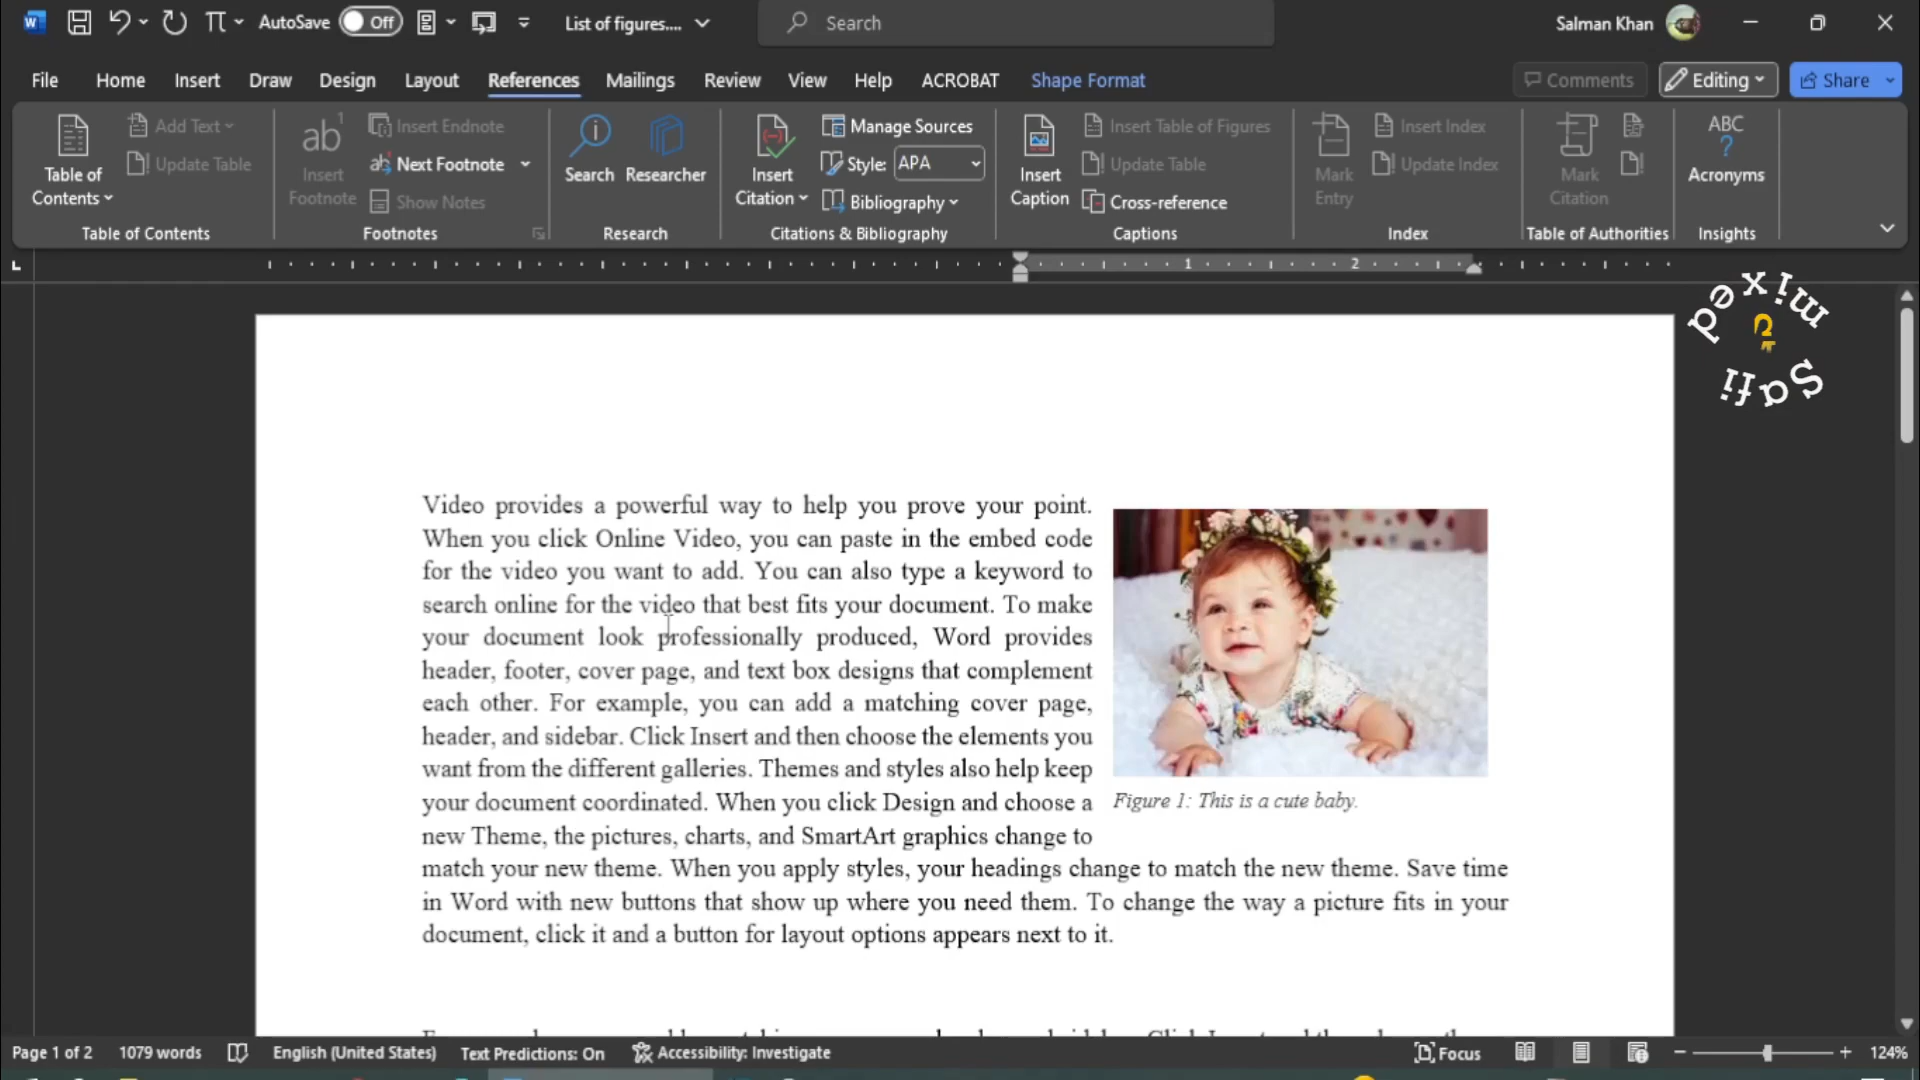 AutoSave Off List of figures.... Search Salman Khan
File Home Insert Draw Design Layout References Mailings Review View Help ACROBAT Shape Format Comments Editing Share
Table of Contents
Add Text
Update Table
Table of Contents
ab1
Insert Footnote
Insert Endnote
Next Footnote
Show Notes
Footnotes
Search
Researcher
Research
Insert Citation
Manage Sources
Style: APA
Bibliography
Citations & Bibliography
Insert Caption
Insert Table of Figures
Update Table
Cross-reference
Captions
Mark Entry
Insert Index
Update Index
Index
Mark Citation
Table of Authorities
ABC
?
Acronyms
Insights
1 2
mixed
Safi
Video provides a powerful way to help you prove your point.
When you click Online Video, you can paste in the embed code
for the video you want to add. You can also type a keyword to
search online for the video that best fits your document. To make
your document look professionally produced, Word provides
header, footer, cover page, and text box designs that complement
each other. For example, you can add a matching cover page,
header, and sidebar. Click Insert and then choose the elements you
want from the different galleries. Themes and styles also help keep
your document coordinated. When you click Design and choose a
new Theme, the pictures, charts, and SmartArt graphics change to
match your new theme. When you apply styles, your headings change to match the new theme. Save time
in Word with new buttons that show up where you need them. To change the way a picture fits in your
document, click it and a button for layout options appears next to it.
Figure 1: This is a cute baby.
Page 1 of 2 1079 words English (United States) Text Predictions: On Accessibility: Investigate Focus 124%